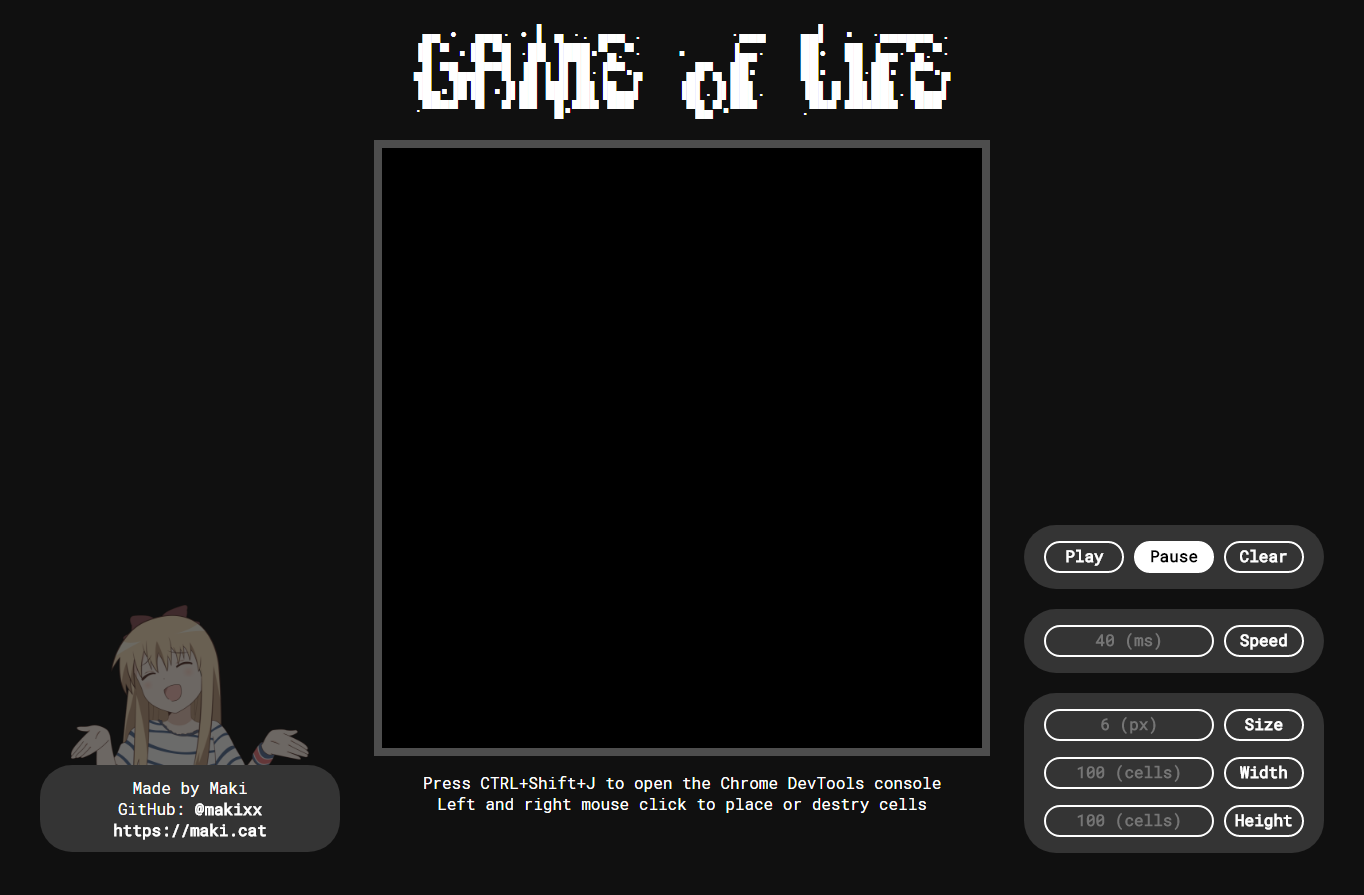 GAME of LIFE
Play Pause Clear
40 (ms) Speed
6 (px) Size
100 (cells) Width
100 (cells) Height
Made by Maki
GitHub: @makixx
https://maki.cat
Press CTRL+Shift+J to open the Chrome DevTools console
Left and right mouse click to place or destry cells